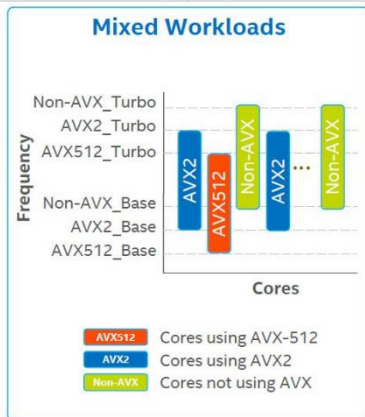 Mixed Workloads
Non-AVX_Turbo
AVX2_Turbo
AVX512_Turbo
Non-AVX_Base
AVX2_Base
AVX512_Base
Frequency
AVX2
AVX512
Non-AVX
AVX2
...
Non-AVX
Cores
AVX512 Cores using AVX-512
AVX2 Cores using AVX2
Non-AVX Cores not using AVX